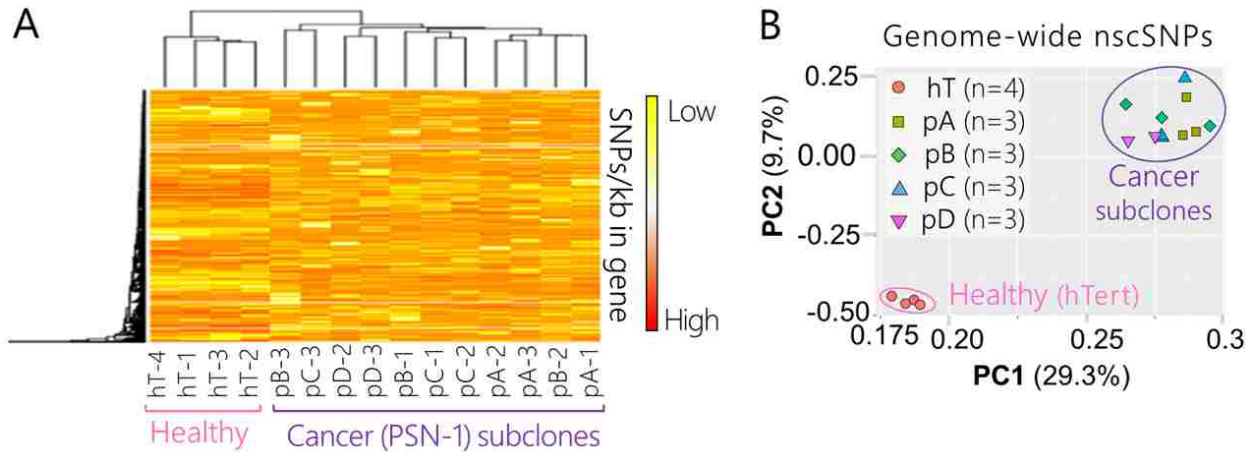 A
SNPs/kb in gene
Low
High
hT-4
hT-1
hT-3
hT-2
pB-3
pC-3
pD-2
pD-3
pB-1
pC-1
pC-2
pA-2
pA-3
pB-2
pA-1
Healthy
Cancer (PSN-1) subclones
B
Genome-wide nscSNPs
0.25
0.00
-0.25
-0.50
PC2 (9.7%)
hT (n=4)
pA (n=3)
pB (n=3)
pC (n=3)
pD (n=3)
Cancer
subclones
Healthy (hTert)
0.175
0.20
0.25
0.3
PC1 (29.3%)